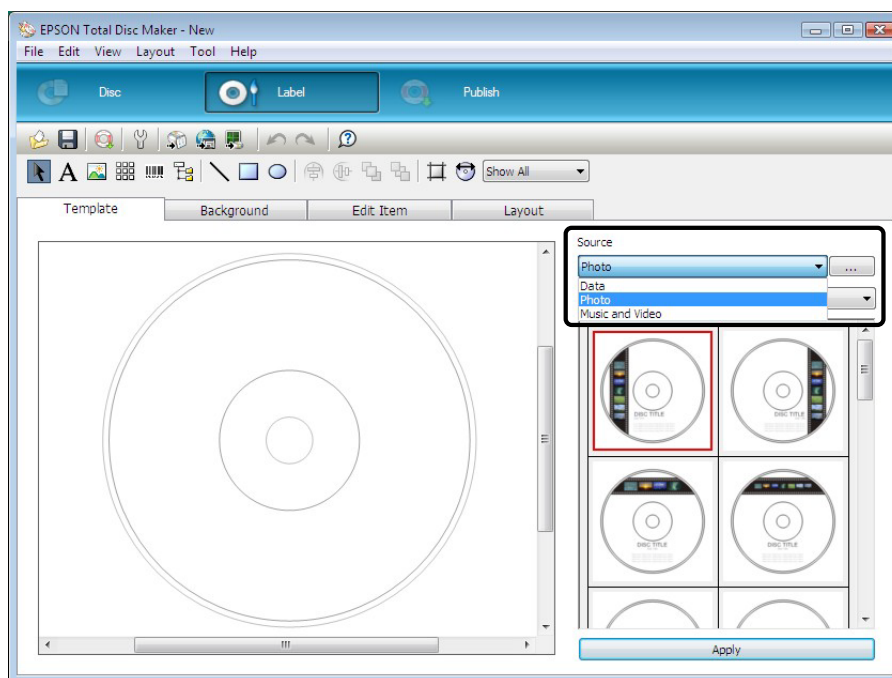 EPSON Total Disc Maker - New
File Edit View Layout Tool Help
Disc Label Publish
A Show All
Template Background Edit Item Layout
Source
Photo ...
Data
Photo
Music and Video
DISC TITLE DISC TITLE
DISC TITLE DISC TITLE
Apply